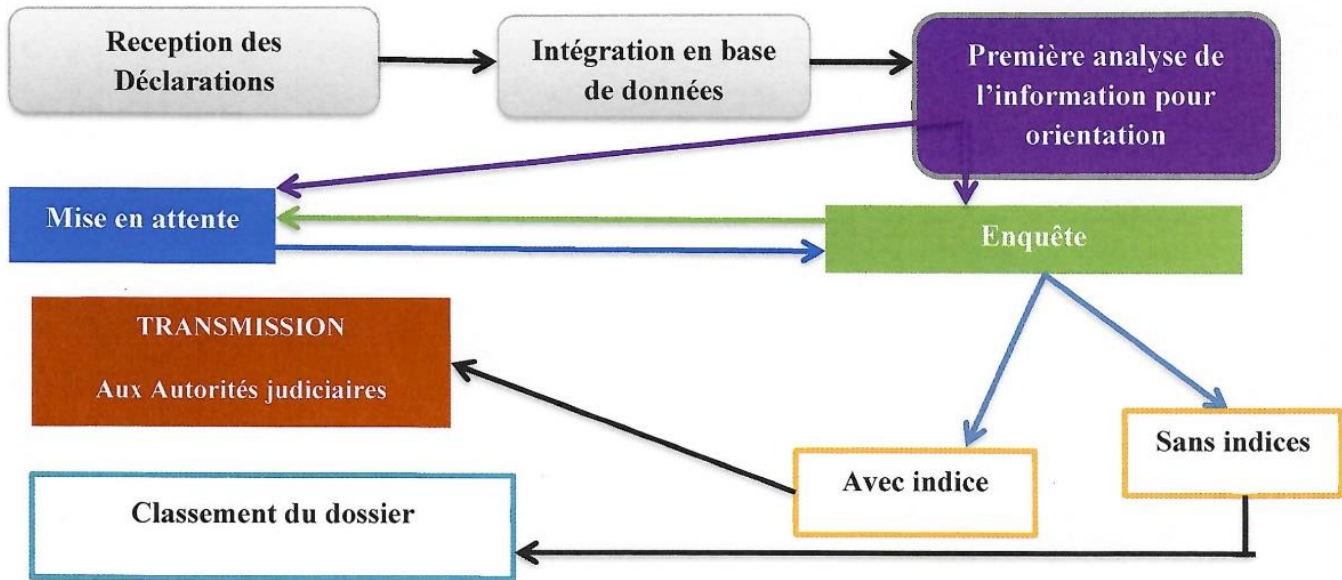 Reception des
Déclarations
Intégration en base
de données
Première analyse de
l'information pour
orientation
Mise en attente
Enquête
TRANSMISSION
Aux Autorités judiciaires
Avec indice
Sans indices
Classement du dossier